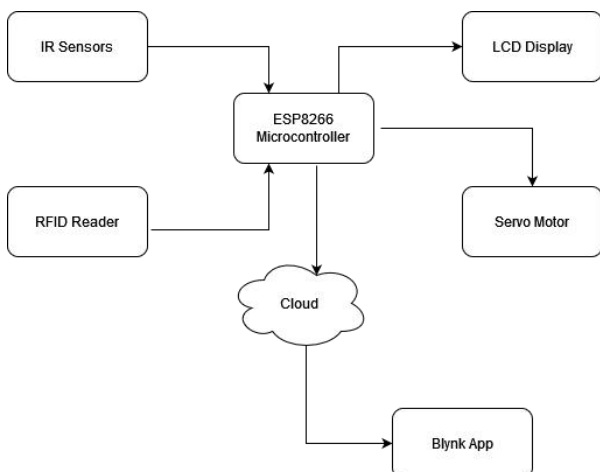 IR Sensors
LCD Display
ESP8266
Microcontroller
RFID Reader
Servo Motor
Cloud
Blynk App